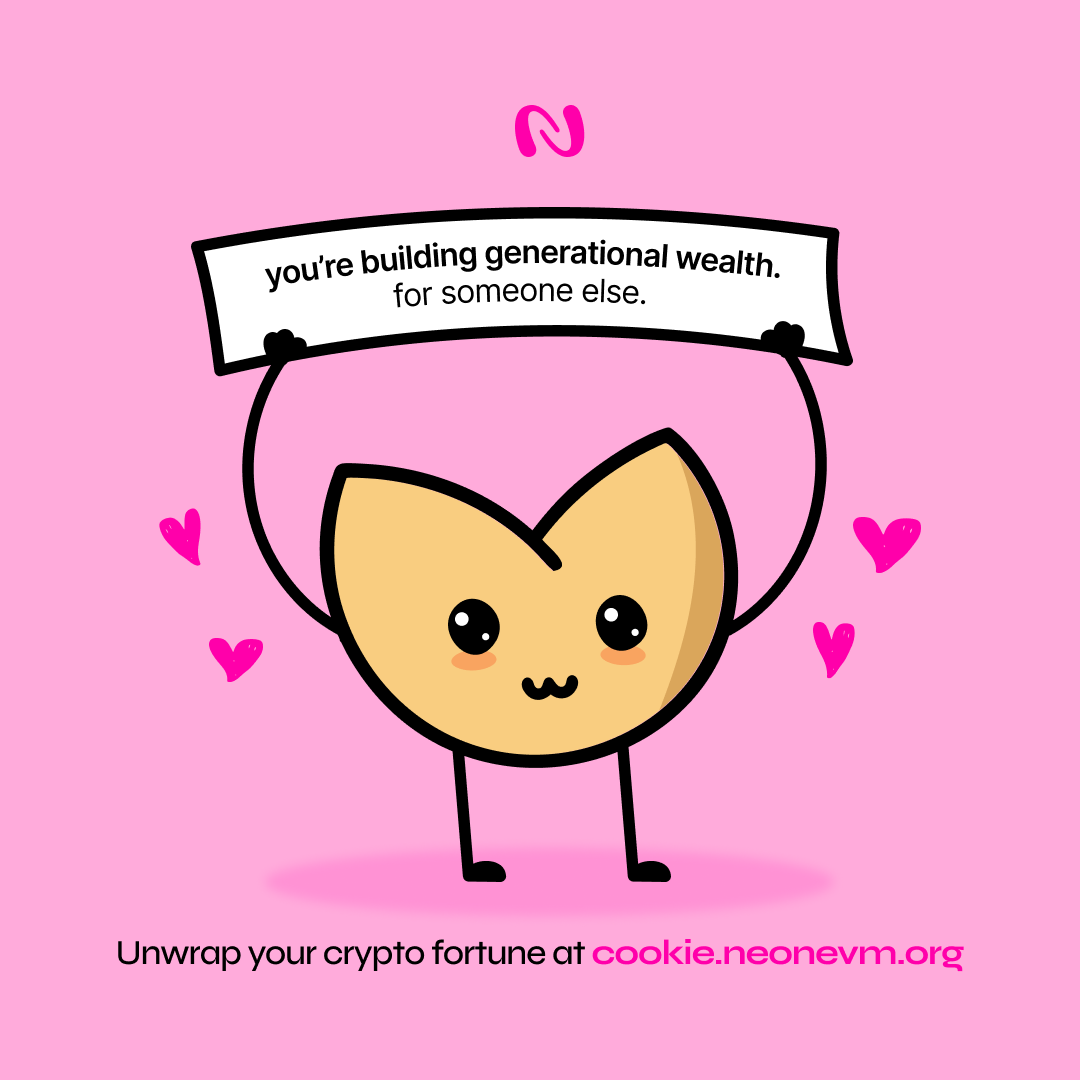 you’re building generational wealth.
for someone else.
Unwrap your crypto fortune at cookie.neonevm.org